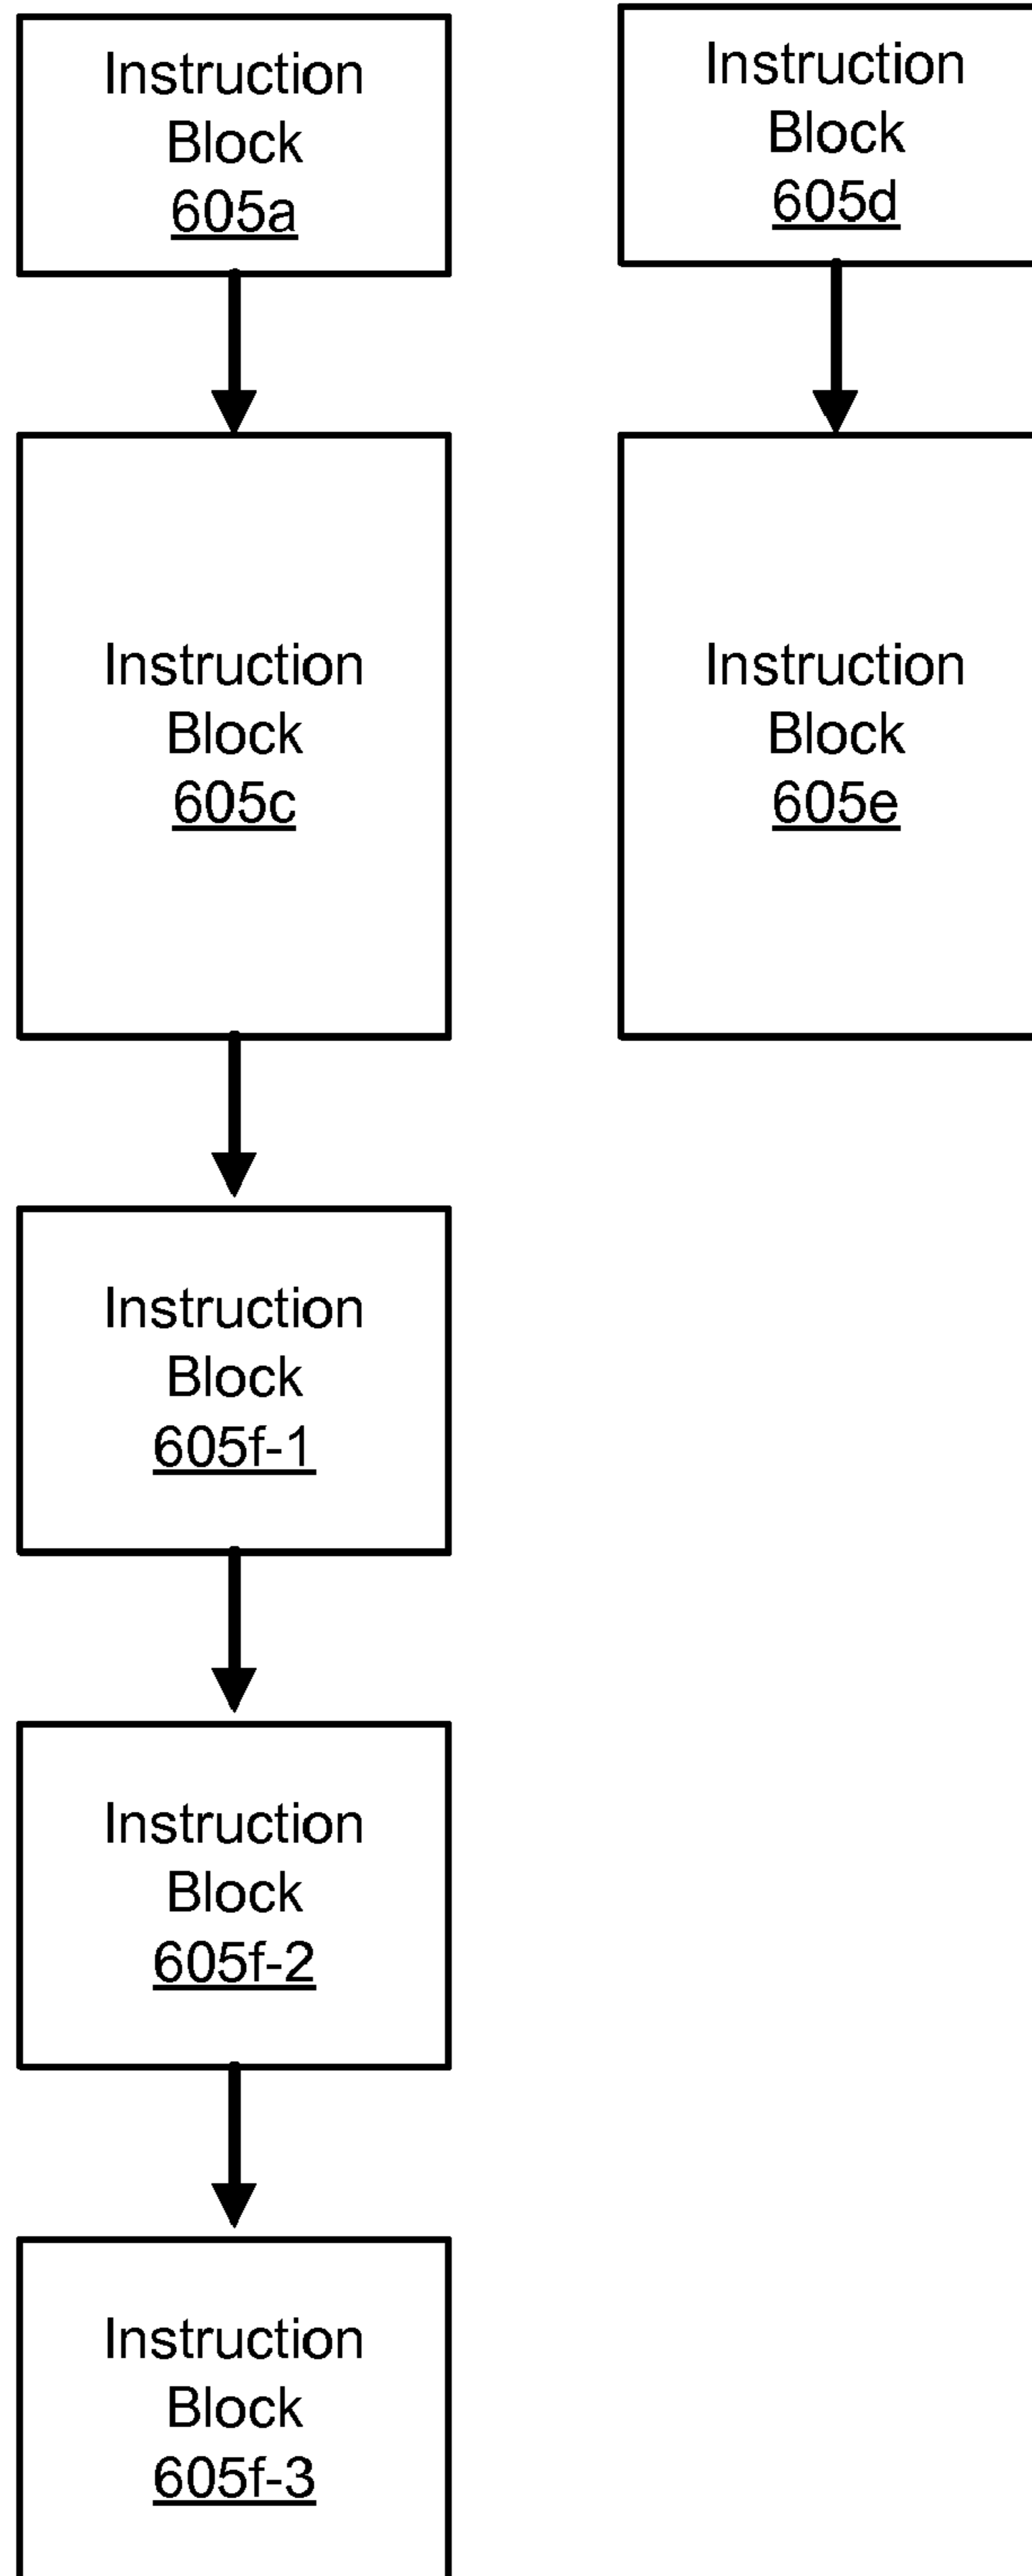 Instruction
Block
605a
Instruction
Block
605d
Instruction
Block
605c
Instruction
Block
605e
Instruction
Block
605f-1
Instruction
Block
605f-2
Instruction
Block
605f-3